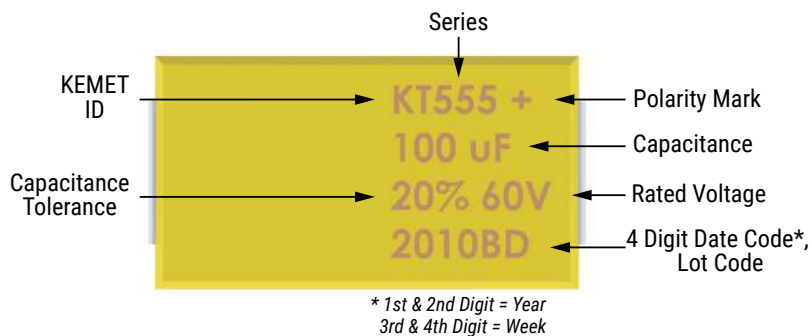 Series
KEMET
ID
KT555 +
Polarity Mark
100 uF
Capacitance
Capacitance
Tolerance
20% 60V
Rated Voltage
2010BD
4 Digit Date Code*,
Lot Code
* 1st & 2nd Digit = Year
3rd & 4th Digit = Week